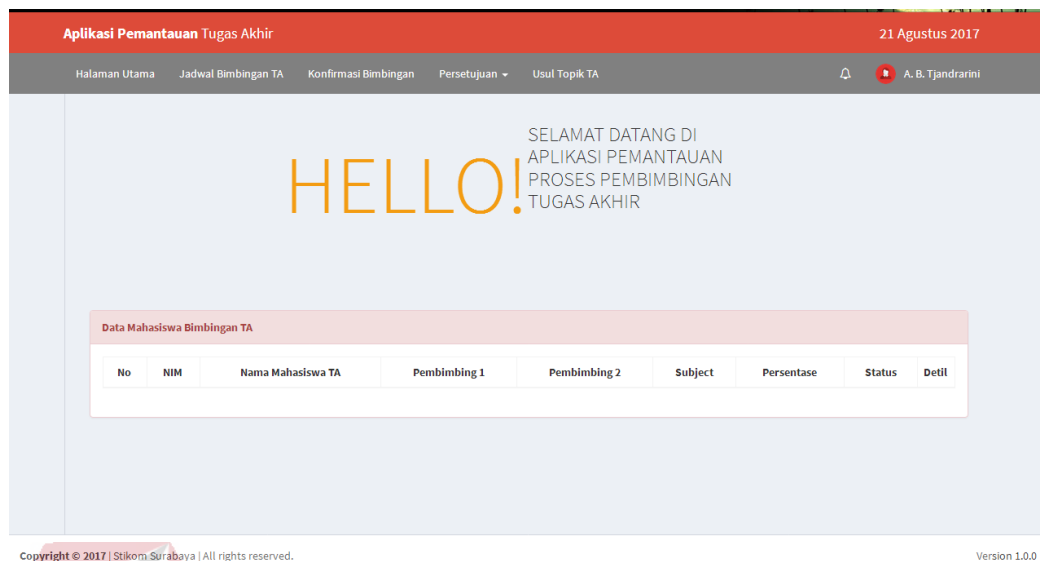 Aplikasi Pemantauan Tugas Akhir 21 Agustus 2017
Halaman Utama Jadwal Bimbingan TA Konfirmasi Bimbingan Persetujuan Usul Topik TA A. B. Tjandrarini
HELLO!
SELAMAT DATANG DI
APLIKASI PEMANTAUAN
PROSES PEMBIMBINGAN
TUGAS AKHIR
Data Mahasiswa Bimbingan TA
No NIM Nama Mahasiswa TA Pembimbing 1 Pembimbing 2 Subject Persentase Status Detil
Copyright © 2017 | Stikom Surabaya | All rights reserved. Version 1.0.0